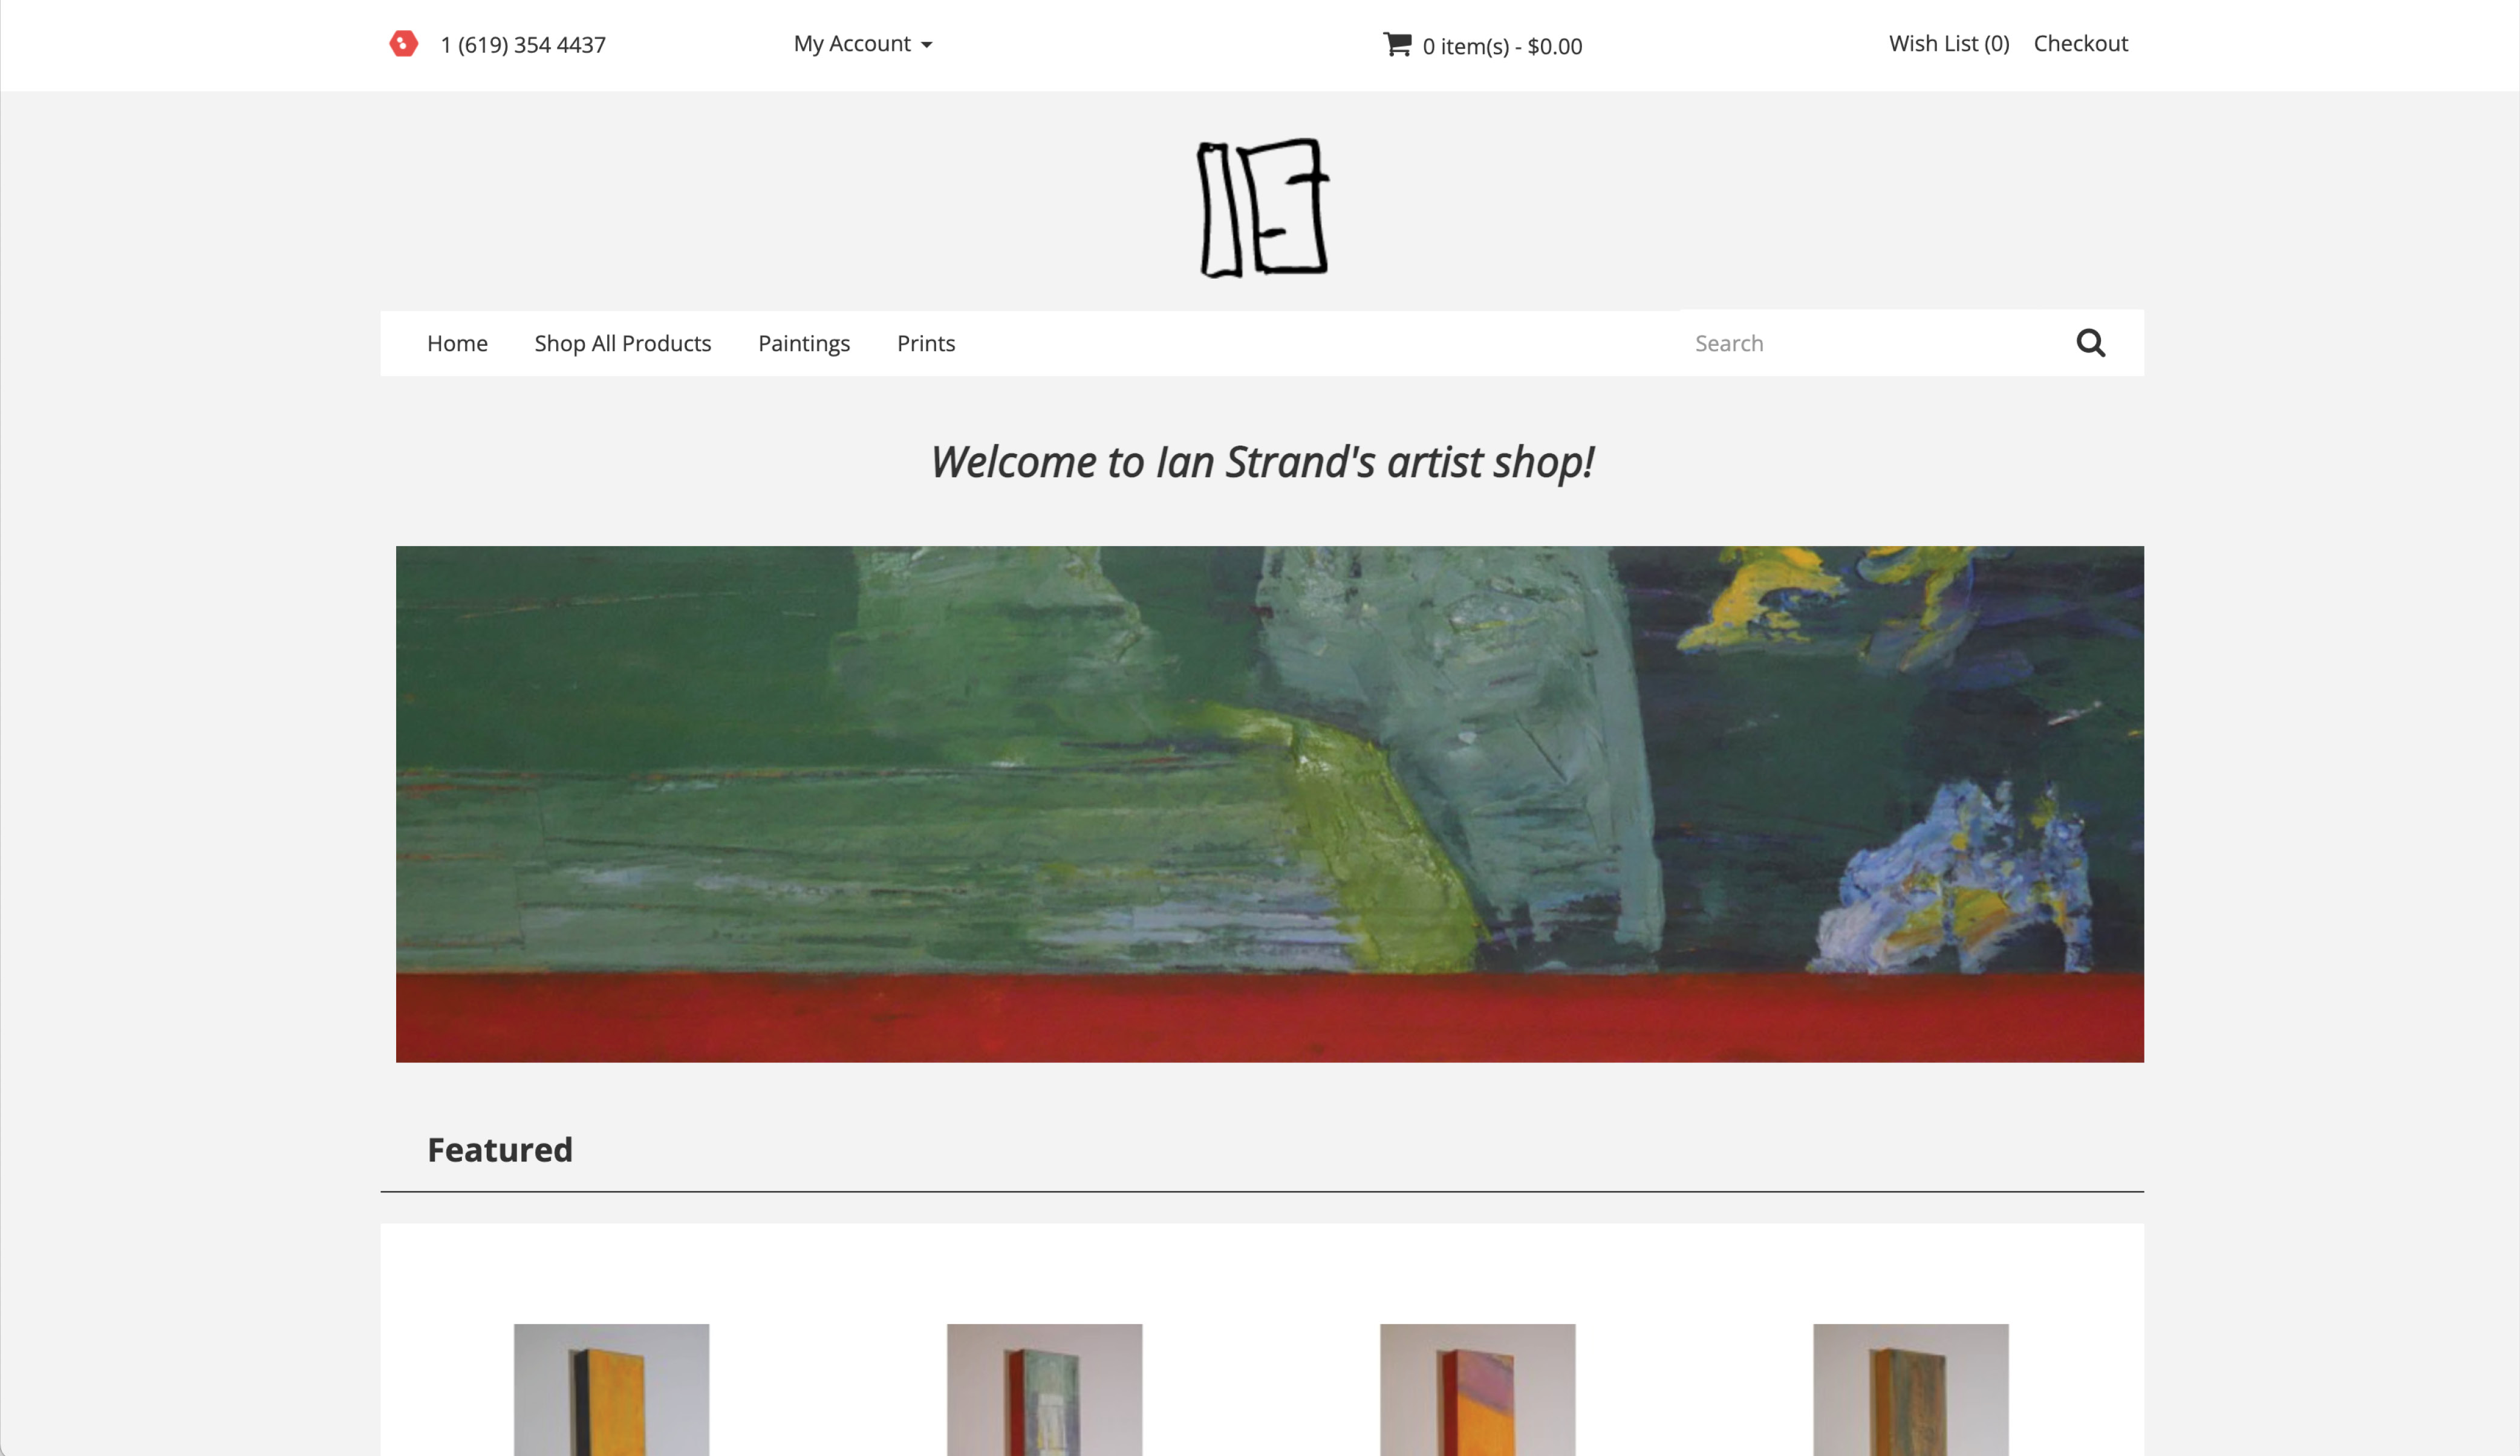 1 (619) 354 4437 My Account 0 item(s) - $0.00 Wish List (0) Checkout
Home Shop All Products Paintings Prints Search
Welcome to Ian Strand's artist shop!
Featured